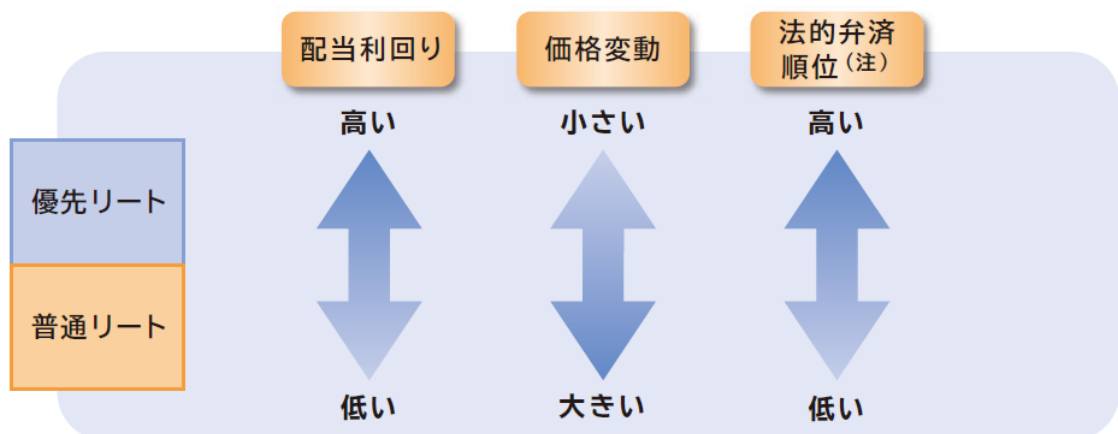 配当利回り
価格変動
法的弁済
順位(注)
高い
小さい
高い
優先リート
普通リート
低い
大きい
低い